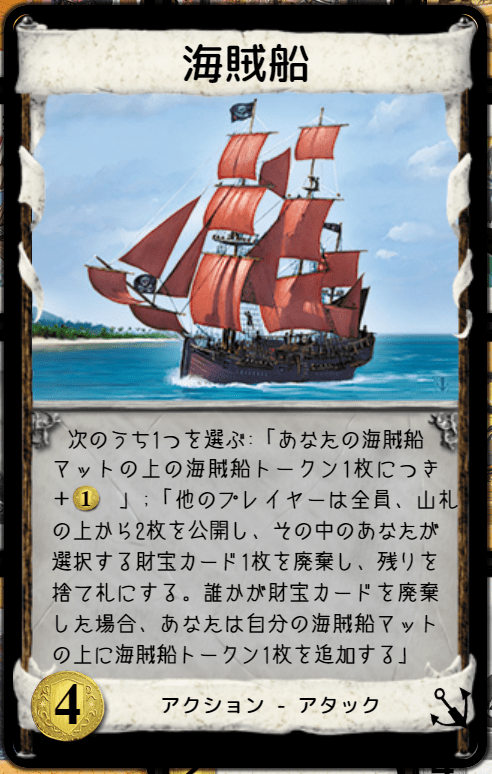 海賊船
次のうち1つを選ぶ:「あなたの海賊船
マットの上の海賊船トークン1枚につき
+1 」;「他のプレイヤーは全員、山札
の上から2枚を公開し、その中のあなたが
選択する財宝カード1枚を廃棄し、残りを
捨て札にする。誰かが財宝カードを廃棄
した場合、あなたは自分の海賊船マット
の上に海賊船トークン1枚を追加する」
4 アクション - アタック